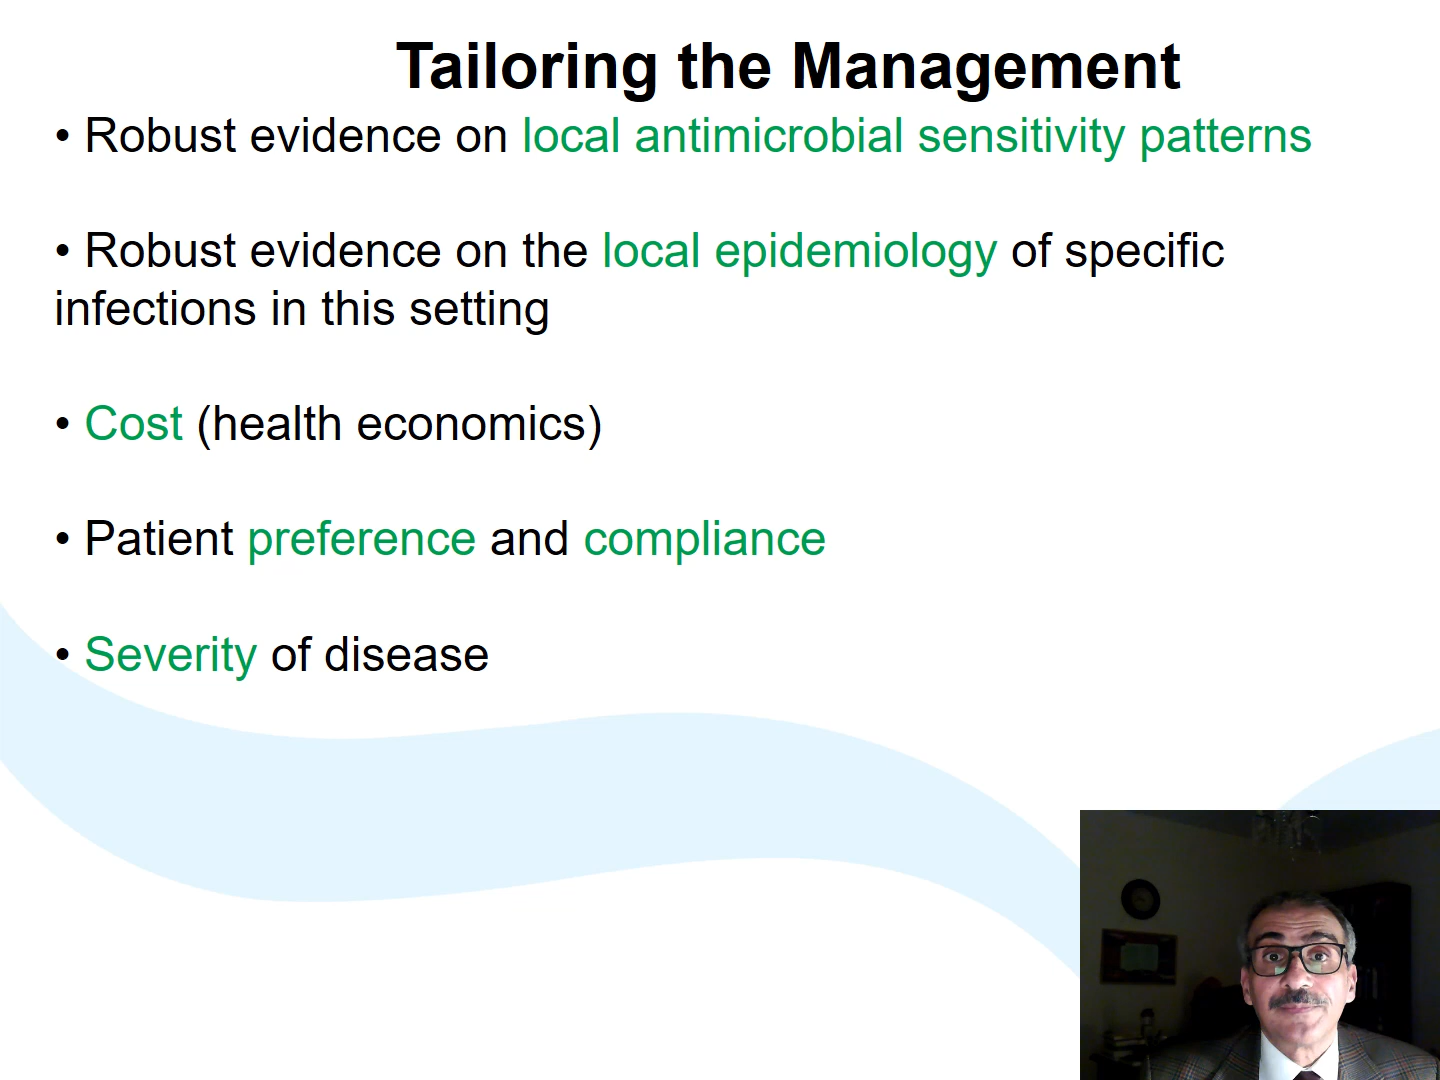 Tailoring the Management
• Robust evidence on local antimicrobial sensitivity patterns
• Robust evidence on the local epidemiology of specific
infections in this setting
• Cost (health economics)
• Patient preference and compliance
• Severity of disease